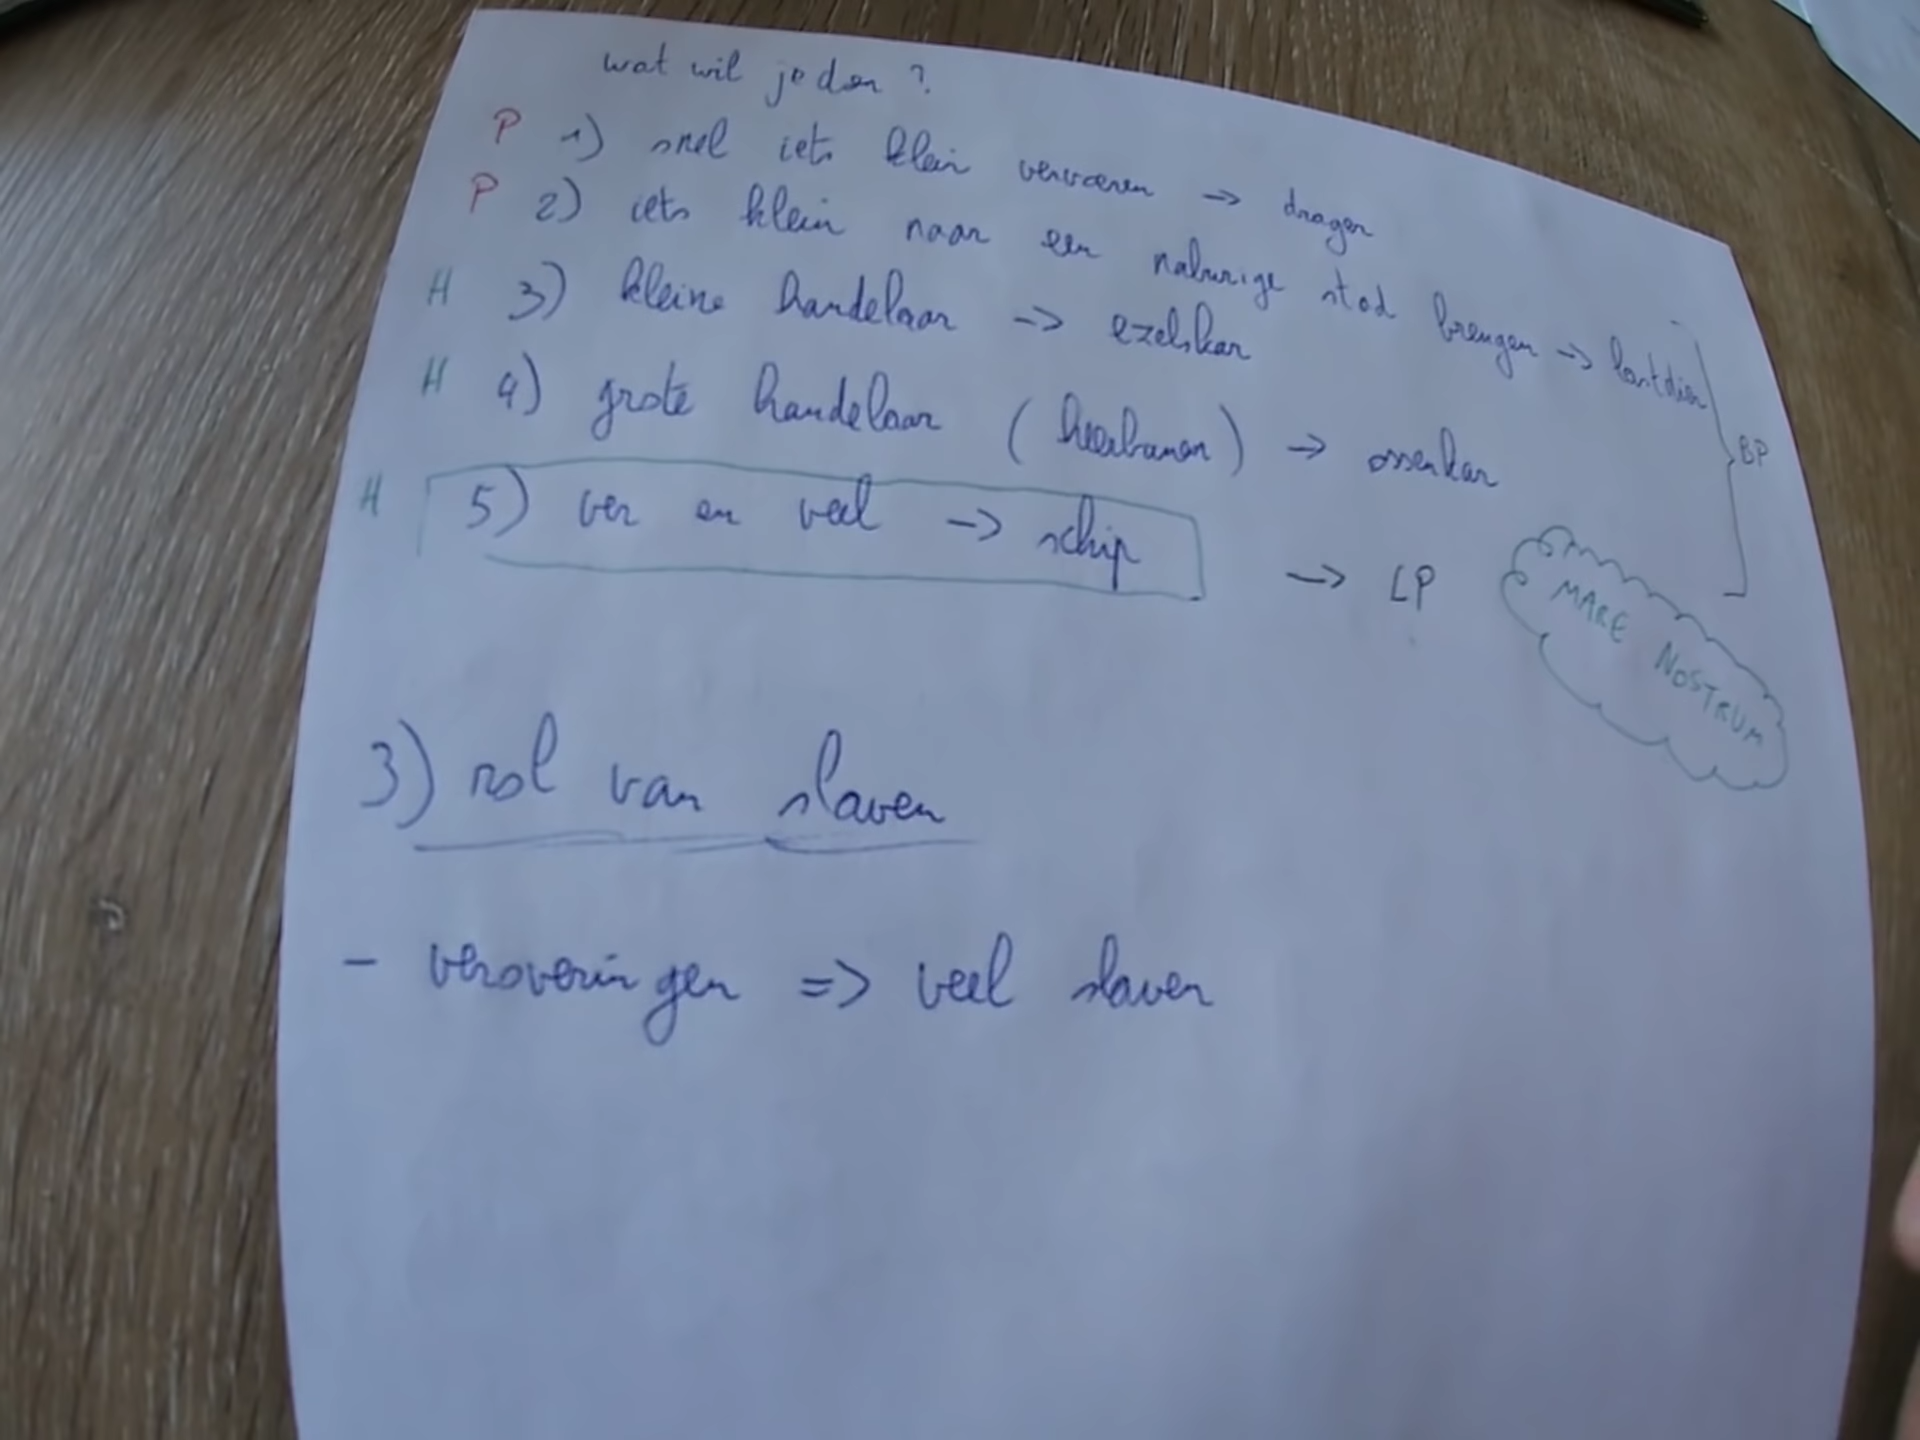 wat wil je doen ?
P 1) snel iets klein vervoeren -> dragen
P 2) iets klein naar een naburige stad brengen -> lastdier
H 3) kleine handelaar -> ezelskar
H 4) grote handelaar ( heerbanen ) -> ossenkar
BP
H 5) ver en veel -> schip -> LP
MARE NOSTRUM
3) rol van slaven
- veroveringen => veel slaven